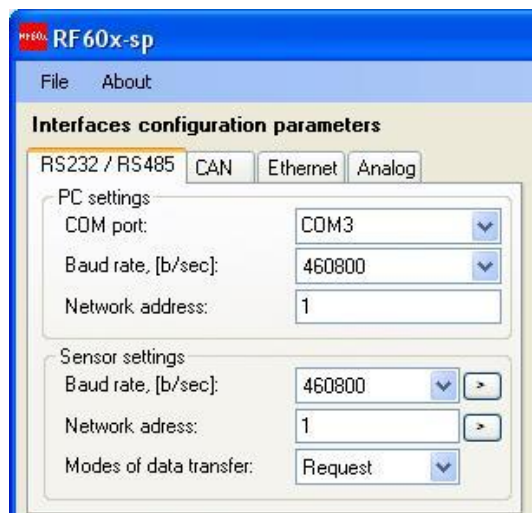 RF60x RF60x-sp
File About
Interfaces configuration parameters
RS232 / RS485 CAN Ethernet Analog
PC settings
COM port: COM3
Baud rate, [b/sec]: 460800
Network address: 1
Sensor settings
Baud rate, [b/sec]: 460800 >
Network adress: 1 >
Modes of data transfer: Request